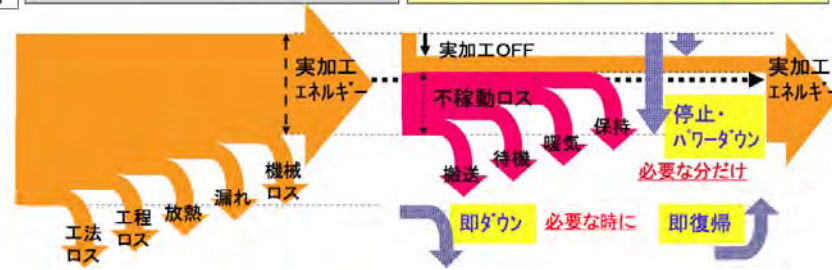 実加工
エネルギー
工法
ロス
工程
ロス
放熱
漏れ
機械
ロス
実加工OFF
不稼動ロス
搬送
待機
暖気
保持
停止・
パワーダウン
必要な分だけ
実加工
エネルギー
即ダウン
必要な時に
即復帰